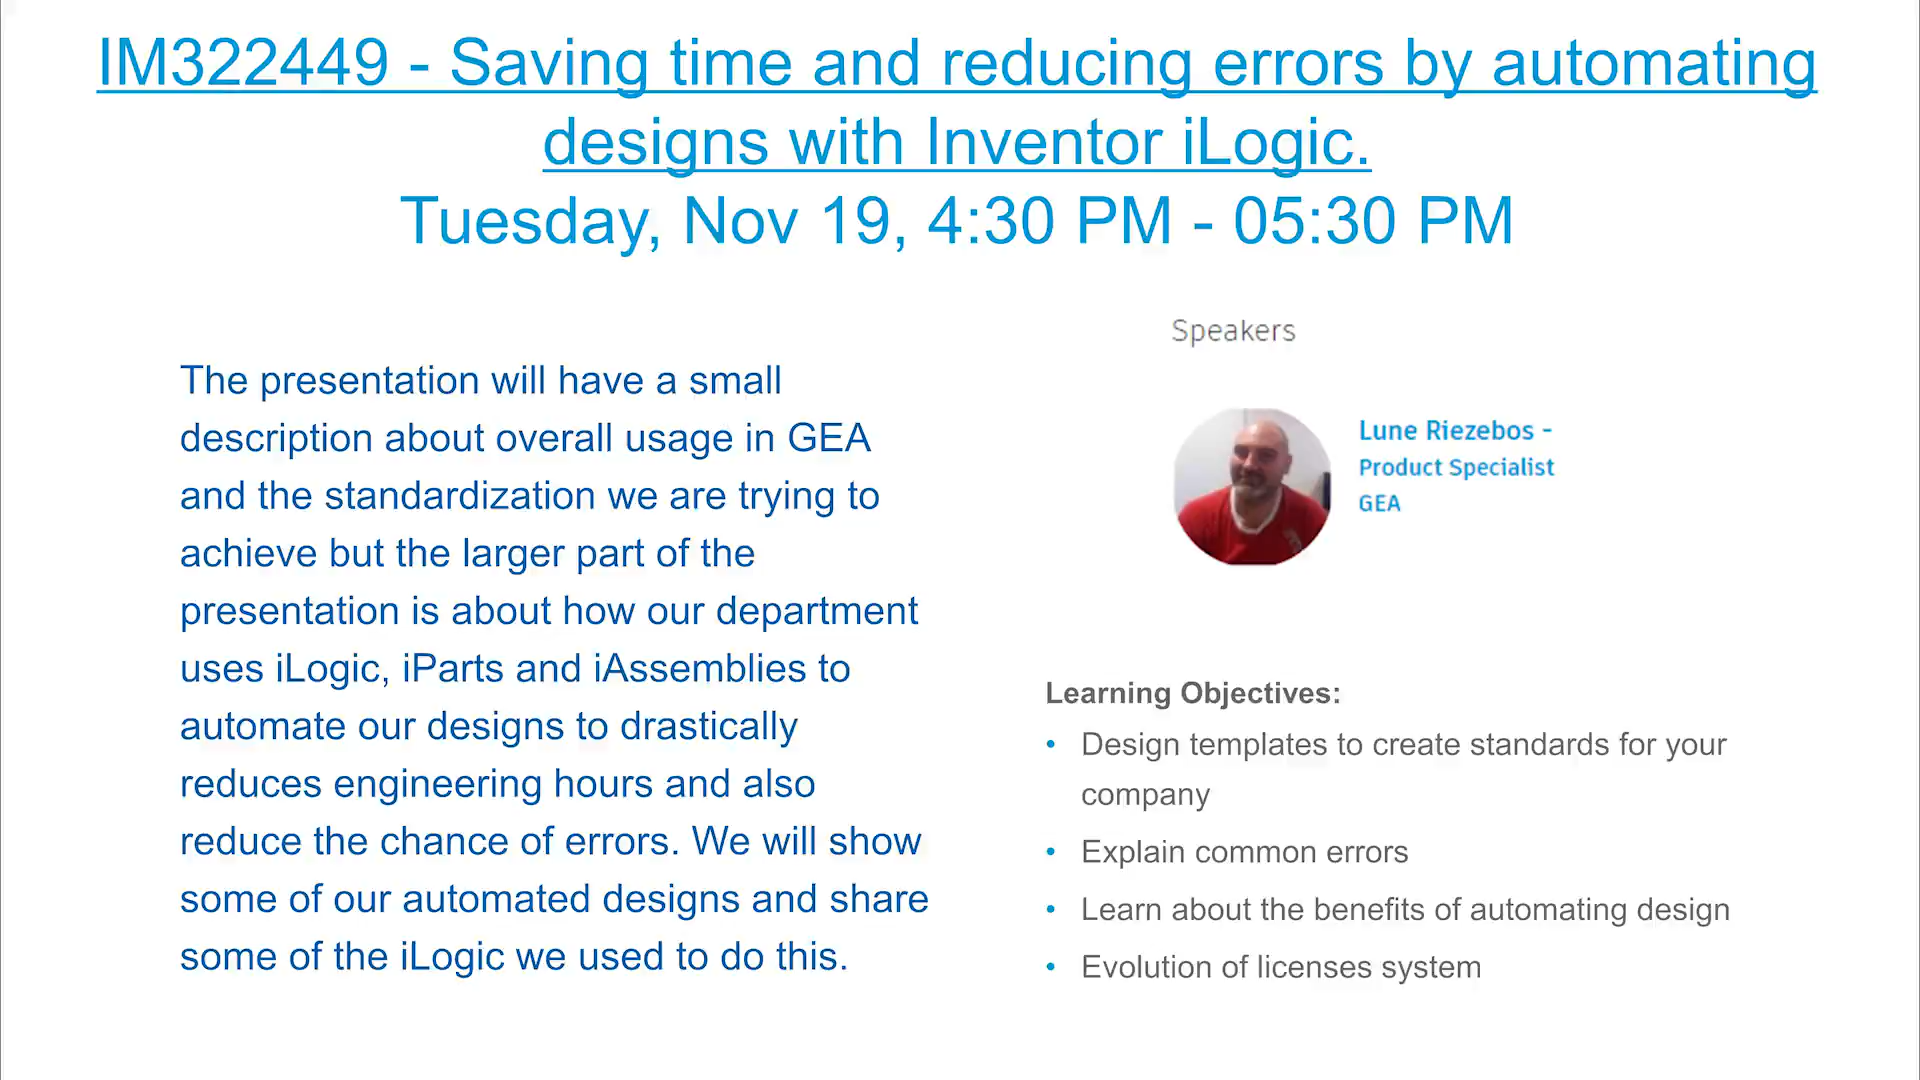 IM322449 - Saving time and reducing errors by automating
designs with Inventor iLogic.
Tuesday, Nov 19, 4:30 PM - 05:30 PM
The presentation will have a small
description about overall usage in GEA
and the standardization we are trying to
achieve but the larger part of the
presentation is about how our department
uses iLogic, iParts and iAssemblies to
automate our designs to drastically
reduces engineering hours and also
reduce the chance of errors. We will show
some of our automated designs and share
some of the iLogic we used to do this.
Speakers
Lune Riezebos -
Product Specialist
GEA
Learning Objectives:
• Design templates to create standards for your
company
• Explain common errors
• Learn about the benefits of automating design
• Evolution of licenses system